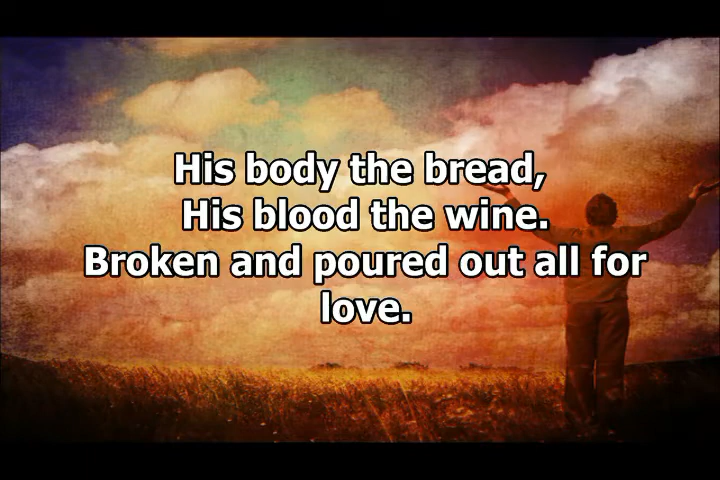 His body the bread,
His blood the wine.
Broken and poured out all for
love.